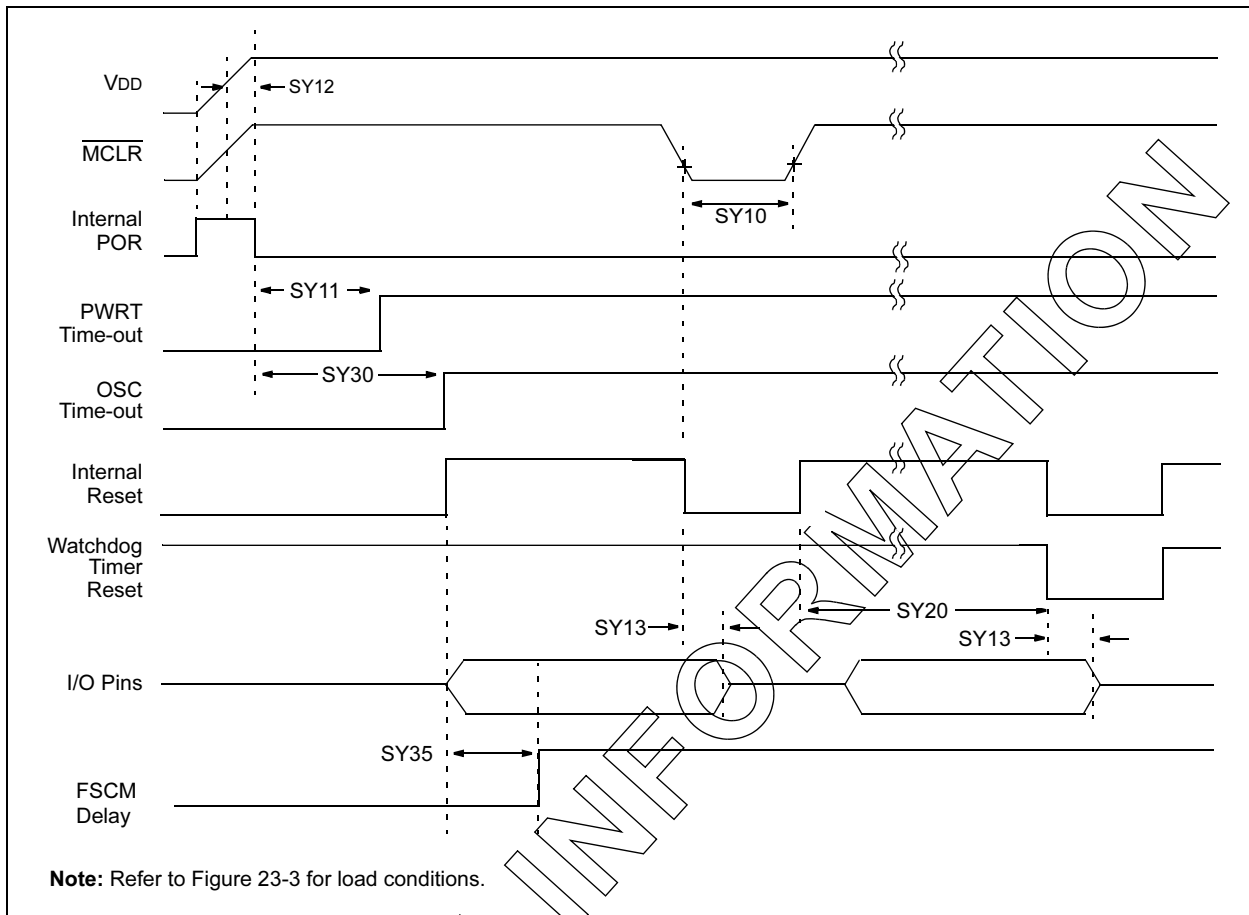 VDD
SY12
MCLR
SY10
Internal
POR
SY11
PWRT
Time-out
SY30
OSC
Time-out
Internal
Reset
Watchdog
Timer
Reset
SY20
SY13
SY13
I/O Pins
SY35
FSCM
Delay
Note: Refer to Figure 23-3 for load conditions.
INFORMATION